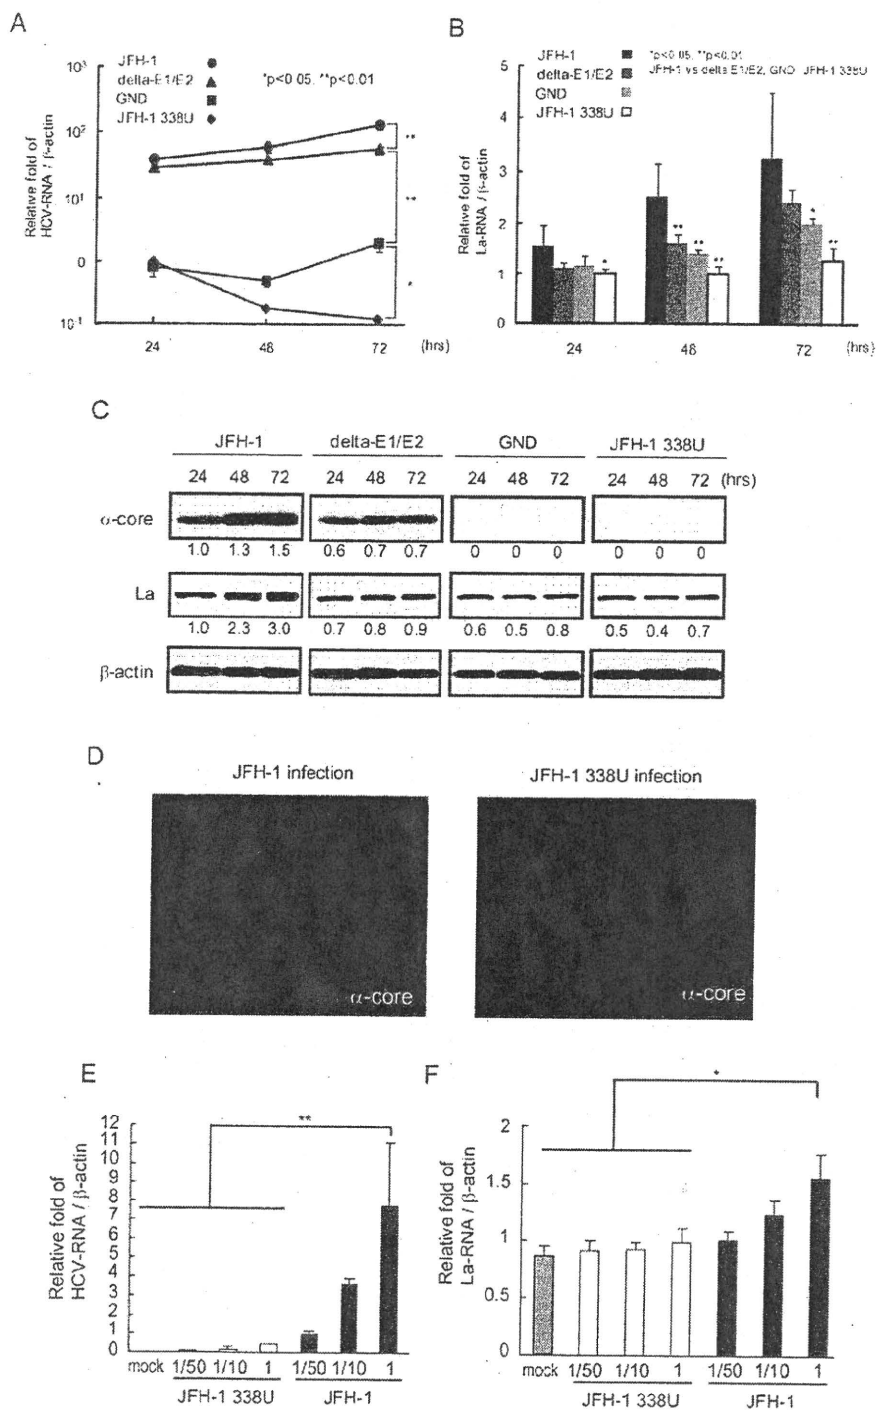 A
JFH-1
delta-E1/E2
GND
JFH-1 338U
*p<0.05, **p<0.01
Relative fold of
HCV-RNA / β-actin
10³
10²
10¹
0
10⁻¹
**
**
*
24 48 72 (hrs)
B
JFH-1
delta-E1/E2
GND
JFH-1 338U
*p<0.05, **p<0.01
JFH-1 vs delta E1/E2, GND JFH-1 338U
Relative fold of
La-RNA / β-actin
5
4
3
2
1
0
* ** ** ** * **
24 48 72 (hrs)
C
JFH-1 delta-E1/E2 GND JFH-1 338U
24 48 72 24 48 72 24 48 72 24 48 72 (hrs)
α-core
1.0 1.3 1.5 0.6 0.7 0.7 0 0 0 0 0 0
La
1.0 2.3 3.0 0.7 0.8 0.9 0.6 0.5 0.8 0.5 0.4 0.7
β-actin
D
JFH-1 infection JFH-1 338U infection
α-core α-core
E
Relative fold of
HCV-RNA / β-actin
12
11
10
9
8
7
6
5
4
3
2
1
0
**
mock 1/50 1/10 1 1/50 1/10 1
JFH-1 338U JFH-1
F
Relative fold of
La-RNA / β-actin
2
1.5
1
0.5
0
*
mock 1/50 1/10 1 1/50 1/10 1
JFH-1 338U JFH-1